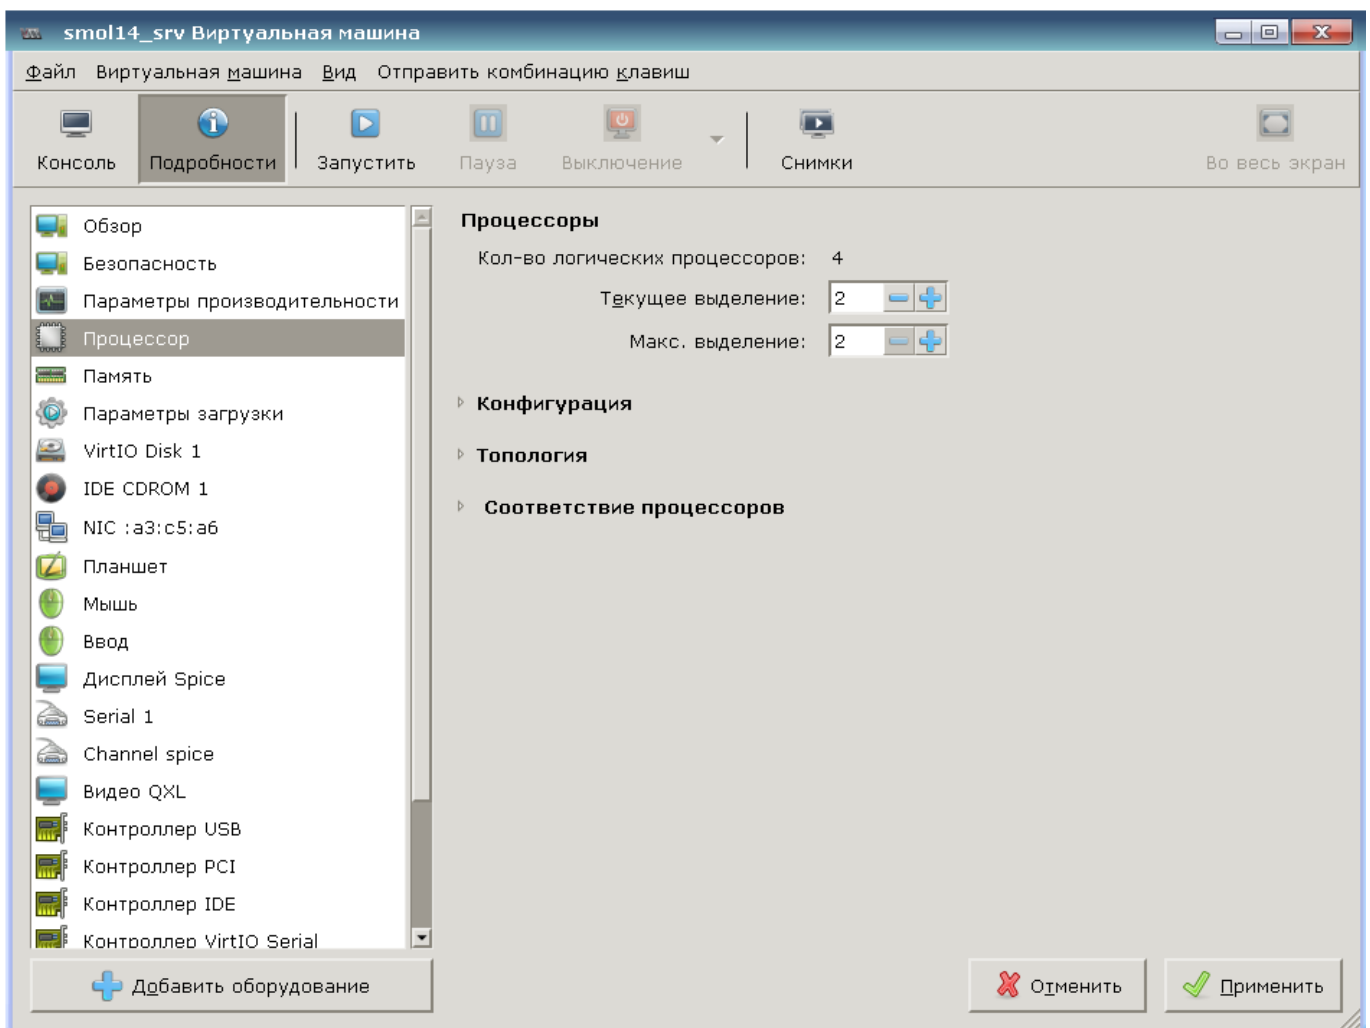 smol14_srv Виртуальная машина
Файл Виртуальная машина Вид Отправить комбинацию клавиш
Консоль Подробности Запустить Пауза Выключение Снимки Во весь экран
Обзор
Безопасность
Параметры производительности
Процессор
Память
Параметры загрузки
VirtIO Disk 1
IDE CDROM 1
NIC :a3:c5:a6
Планшет
Мышь
Ввод
Дисплей Spice
Serial 1
Channel spice
Видео QXL
Контроллер USB
Контроллер PCI
Контроллер IDE
Контроллер VirtIO Serial
Добавить оборудование
Процессоры
Кол-во логических процессоров: 4
Текущее выделение: 2
Макс. выделение: 2
Конфигурация
Топология
Соответствие процессоров
Отменить Применить